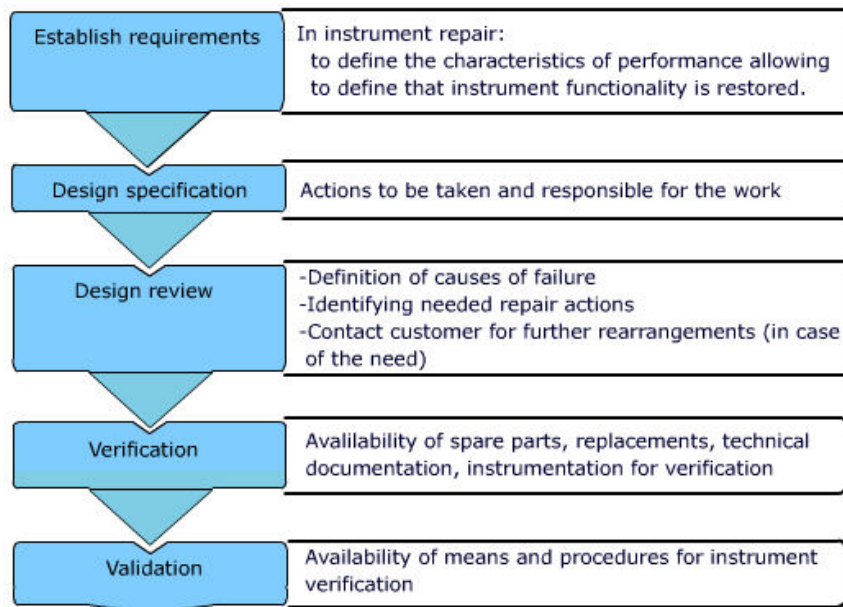 Establish requirements
In instrument repair:
to define the characteristics of performance allowing
to define that instrument functionality is restored.
Design specification
Actions to be taken and responsible for the work
Design review
-Definition of causes of failure
-Identifying needed repair actions
-Contact customer for further rearrangements (in case
of the need)
Verification
Avalilability of spare parts, replacements, technical
documentation, instrumentation for verification
Validation
Availability of means and procedures for instrument
verification